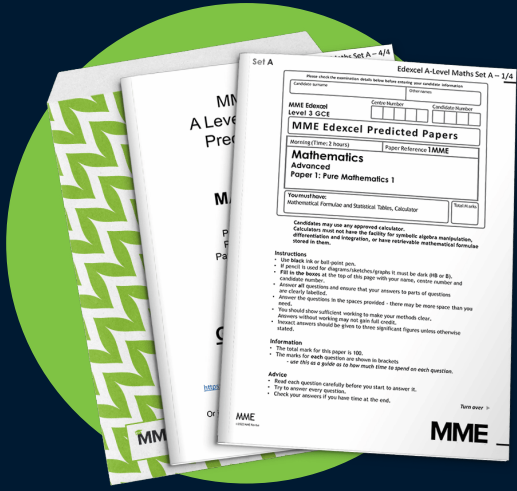 Set A
Edexcel A-Level Maths Set A – 1/4
Please check the examination details below before entering your candidate information
Candidate surname
Other names
MME Edexcel
Level 3 GCE
Centre Number
Candidate Number
MME Edexcel Predicted Papers
Morning (Time: 2 hours)
Paper Reference 1MME
Mathematics
Advanced
Paper 1: Pure Mathematics 1
You must have:
Mathematical Formulae and Statistical Tables, Calculator
Total Marks
Candidates may use any approved calculator.
Calculators must not have the facility for symbolic algebra manipulation,
differentiation and integration, or have retrievable mathematical formulae
stored in them.
Instructions
• Use black ink or ball-point pen.
• If pencil is used for diagrams/sketches/graphs it must be dark (HB or B).
• Fill in the boxes at the top of this page with your name, centre number and
candidate number.
• Answer all questions and ensure that your answers to parts of questions
are clearly labelled.
• Answer the questions in the spaces provided - there may be more space than you
need.
• You should show sufficient working to make your methods clear,
Answers without working may not gain full credit.
• Inexact answers should be given to three significant figures unless otherwise
stated.
Information
• The total mark for this paper is 100.
• The marks for each question are shown in brackets
- use this as a guide as to how much time to spend on each question.
Advice
• Read each question carefully before you start to answer it.
• Try to answer every question.
• Check your answers if you have time at the end.
Turn over >
MME
MME
Maths Set A – 4/4
A Leve
Pred
https
Or
MM